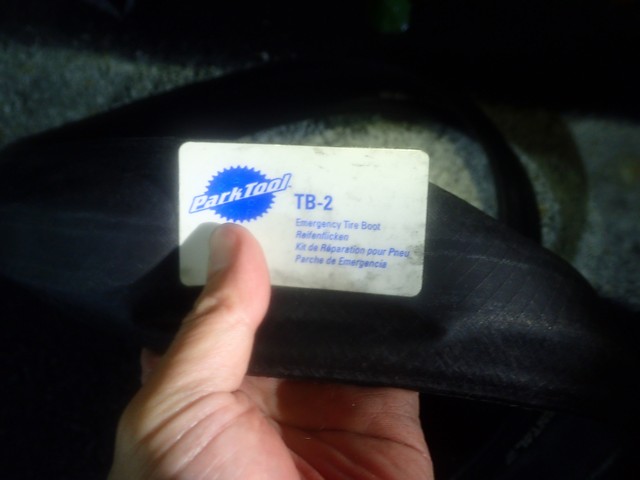 ParkTool
TB-2
Emergency Tire Boot
Reifenflicken
Kit de Réparation pour Pneu
Parche de Emergencia